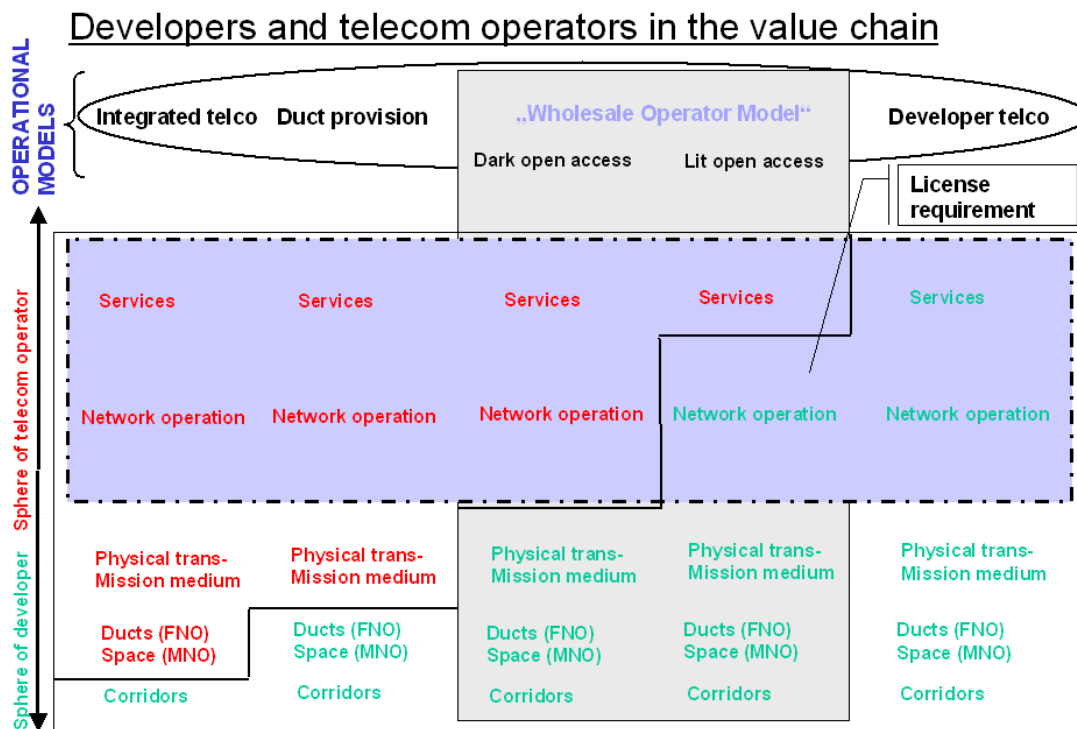 Developers and telecom operators in the value chain
OPERATIONAL
MODELS
Integrated telco
Duct provision
„Wholesale Operator Model“
Developer telco
Dark open access
Lit open access
License
requirement
Sphere of telecom operator
Sphere of developer
Services
Services
Services
Services
Services
Network operation
Network operation
Network operation
Network operation
Network operation
Physical trans-
Mission medium
Physical trans-
Mission medium
Physical trans-
Mission medium
Physical trans-
Mission medium
Physical trans-
Mission medium
Ducts (FNO)
Space (MNO)
Ducts (FNO)
Space (MNO)
Ducts (FNO)
Space (MNO)
Ducts (FNO)
Space (MNO)
Ducts (FNO)
Space (MNO)
Corridors
Corridors
Corridors
Corridors
Corridors